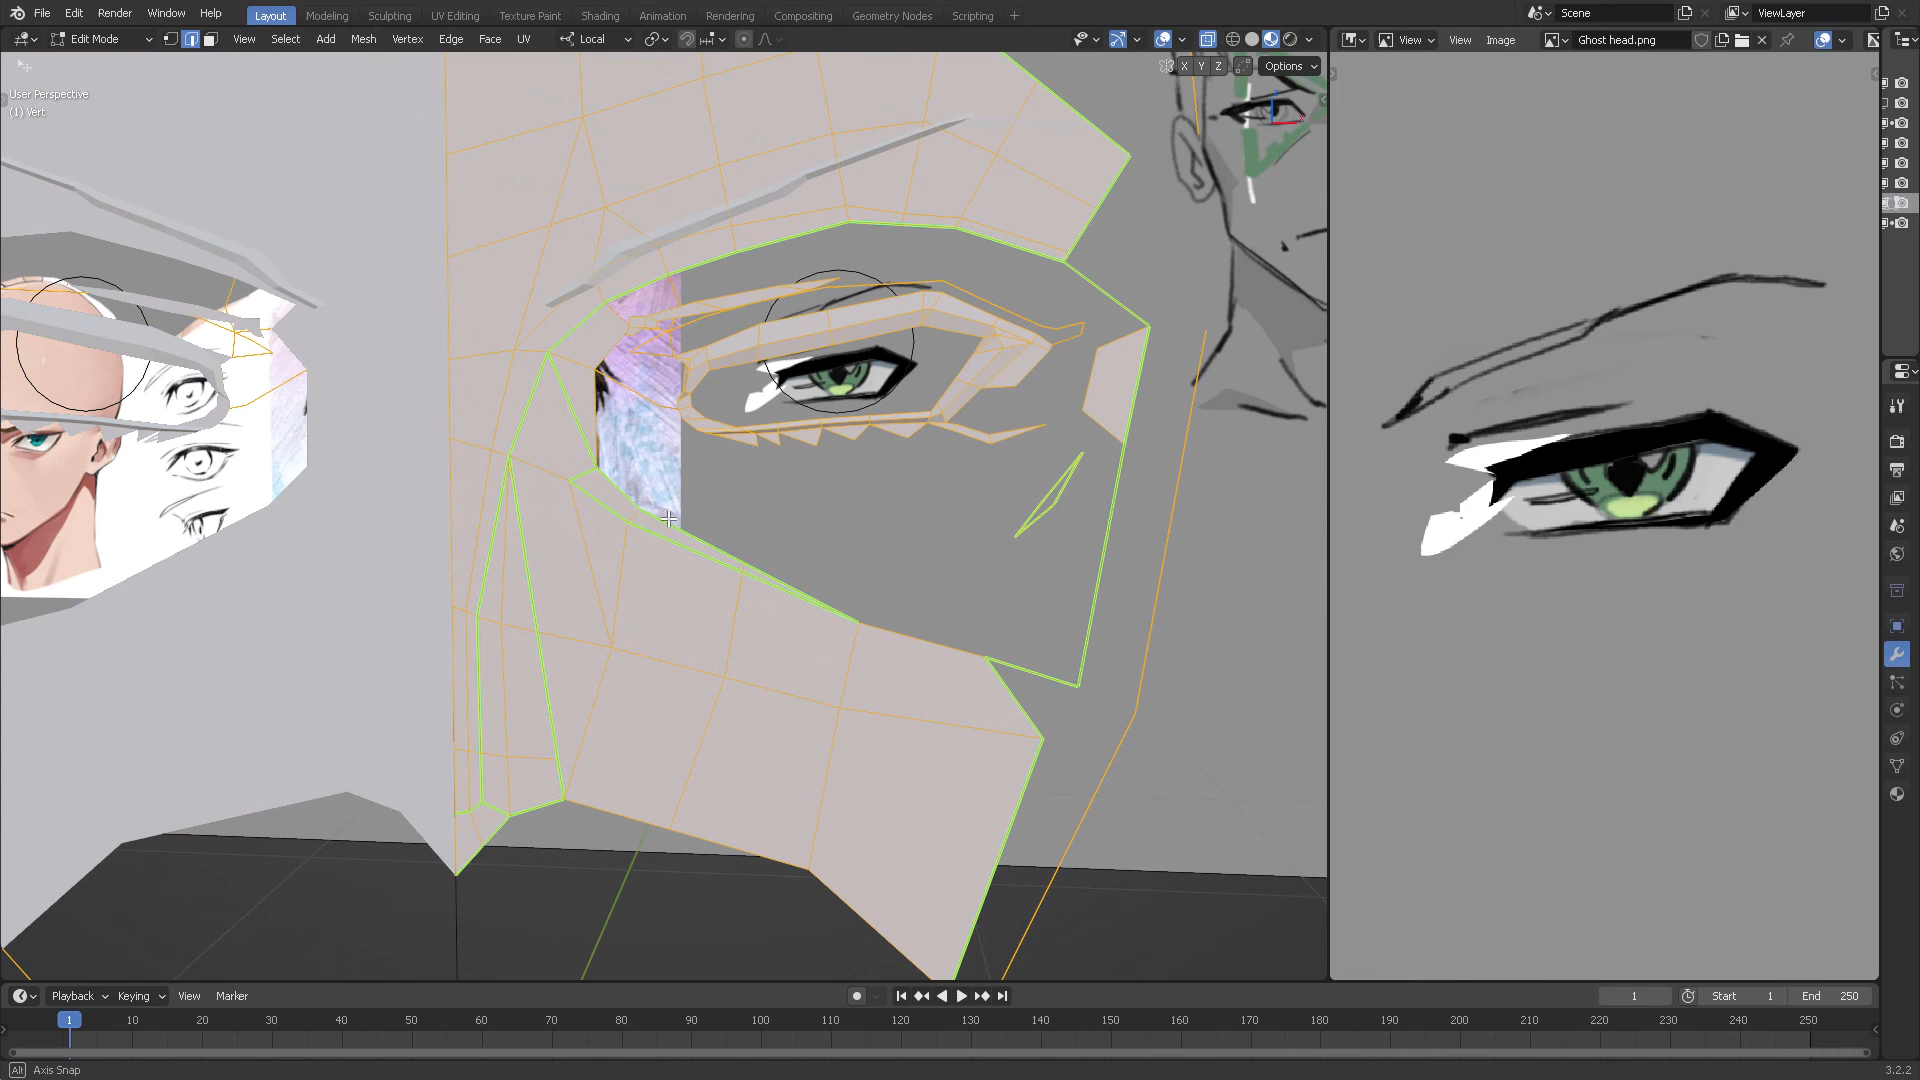 File Edit Render Window Help Layout Modeling Sculpting UV Editing Texture Paint Shading Animation Rendering Compositing Geometry Nodes Scripting + Scene ViewLayer
Edit Mode View Select Add Mesh Vertex Edge Face UV Local View View Image Ghost head.png
X Y Z Options
User Perspective
(1) Vert
Playback Keying View Marker 1 Start 1 End 250
1 10 20 30 40 50 60 70 80 90 100 110 120 130 140 150 160 170 180 190 200 210 220 230 240 250
Alt Axis Snap 3.2.2